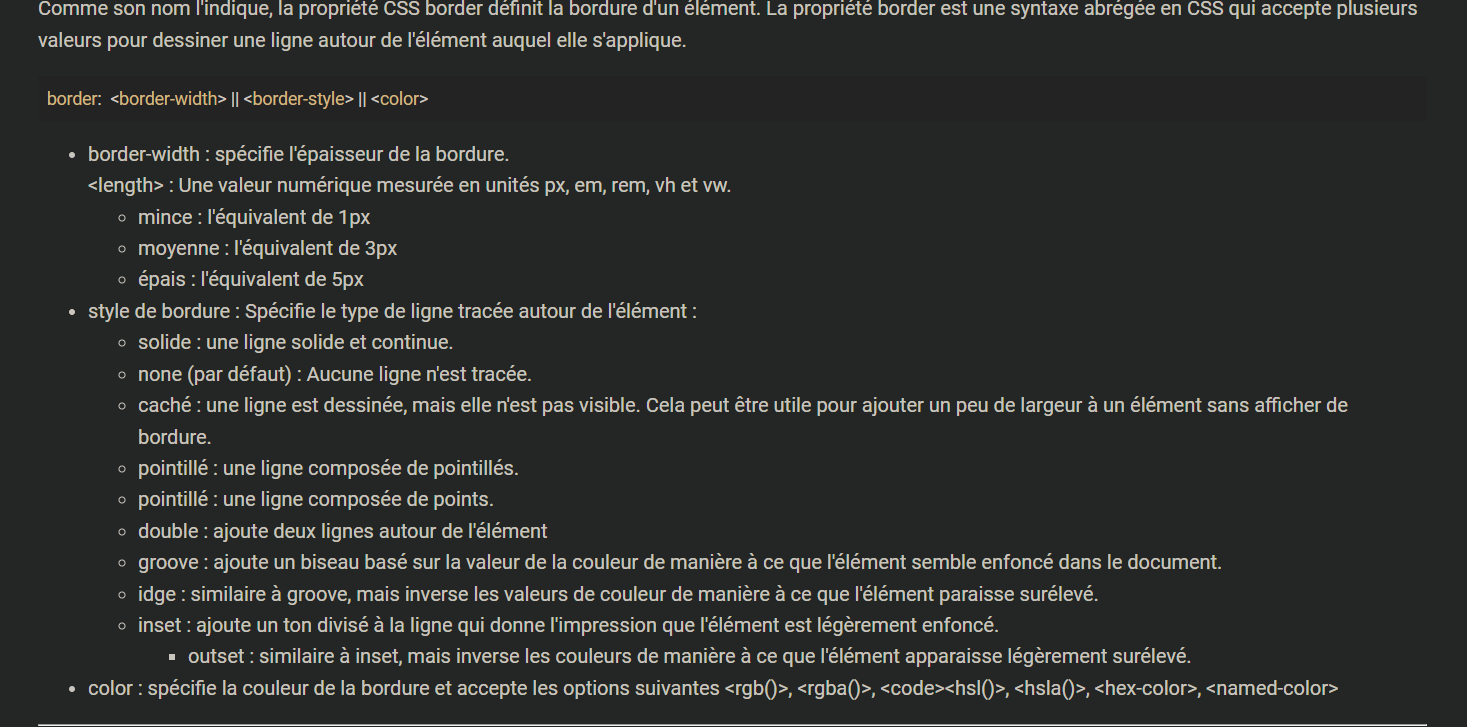 Comme son nom l'indique, la propriété CSS border définit la bordure d'un élément. La propriété border est une syntaxe abrégée en CSS qui accepte plusieurs
valeurs pour dessiner une ligne autour de l'élément auquel elle s'applique.
border: <border-width> || <border-style> || <color>
border-width : spécifie l'épaisseur de la bordure.
<length> : Une valeur numérique mesurée en unités px, em, rem, vh et vw.
mince : l'équivalent de 1px
moyenne : l'équivalent de 3px
épais : l'équivalent de 5px
style de bordure : Spécifie le type de ligne tracée autour de l'élément :
solide : une ligne solide et continue.
none (par défaut) : Aucune ligne n'est tracée.
caché : une ligne est dessinée, mais elle n'est pas visible. Cela peut être utile pour ajouter un peu de largeur à un élément sans afficher de
bordure.
pointillé : une ligne composée de pointillés.
pointillé : une ligne composée de points.
double : ajoute deux lignes autour de l'élément
groove : ajoute un biseau basé sur la valeur de la couleur de manière à ce que l'élément semble enfoncé dans le document.
idge : similaire à groove, mais inverse les valeurs de couleur de manière à ce que l'élément paraisse surélevé.
inset : ajoute un ton divisé à la ligne qui donne l'impression que l'élément est légèrement enfoncé.
outset : similaire à inset, mais inverse les couleurs de manière à ce que l'élément apparaisse légèrement surélevé.
color : spécifie la couleur de la bordure et accepte les options suivantes <rgb()>, <rgba()>, <code><hsl()>, <hsla()>, <hex-color>, <named-color>